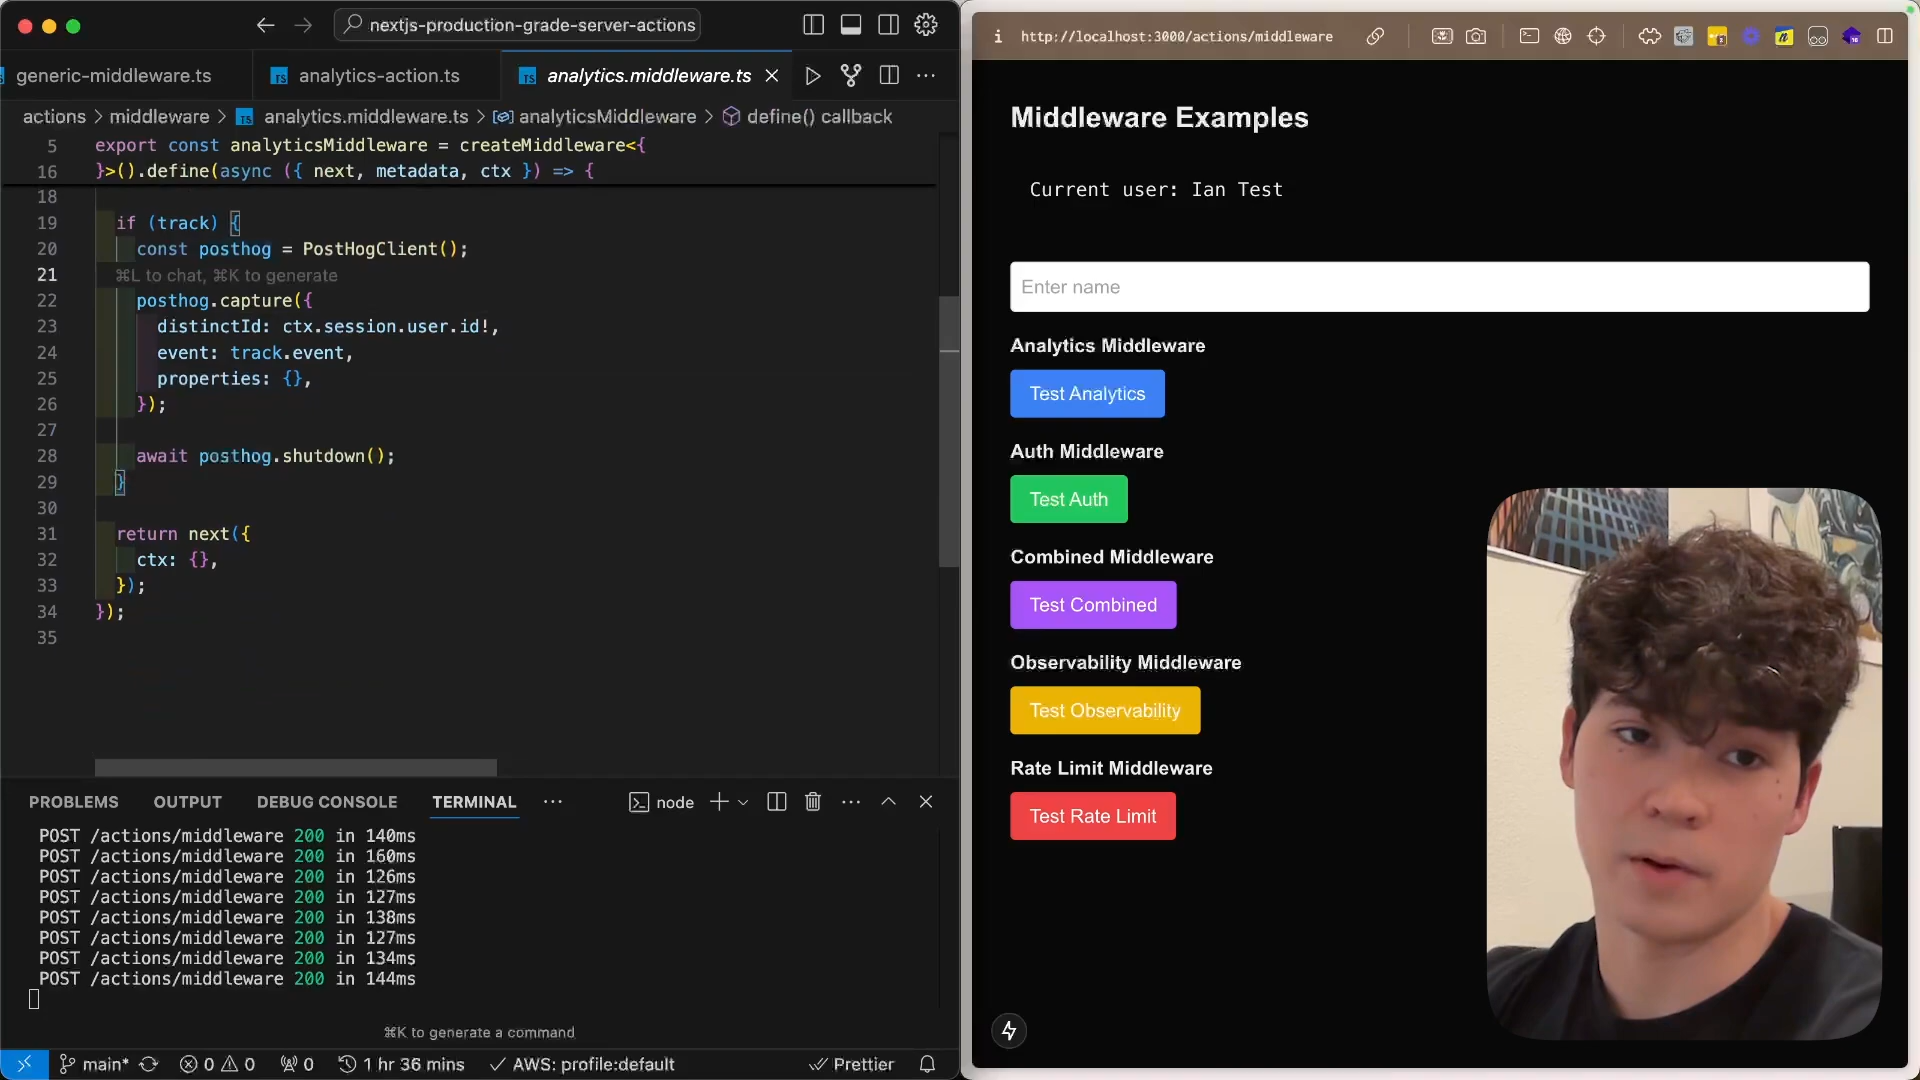 nextjs-production-grade-server-actions
generic-middleware.ts
TS analytics-action.ts
TS analytics.middleware.ts
actions > middleware > TS analytics.middleware.ts > analyticsMiddleware > define() callback
5 export const analyticsMiddleware = createMiddleware<{
16 }>().define(async ({ next, metadata, ctx }) => {
18
19 if (track) {
20 const posthog = PostHogClient();
21 ⌘L to chat, ⌘K to generate
22 posthog.capture({
23 distinctId: ctx.session.user.id!,
24 event: track.event,
25 properties: {},
26 });
27
28 await posthog.shutdown();
29 }
30
31 return next({
32 ctx: {},
33 });
34 });
35
PROBLEMS OUTPUT DEBUG CONSOLE TERMINAL ··· node
POST /actions/middleware 200 in 140ms
POST /actions/middleware 200 in 160ms
POST /actions/middleware 200 in 126ms
POST /actions/middleware 200 in 127ms
POST /actions/middleware 200 in 138ms
POST /actions/middleware 200 in 127ms
POST /actions/middleware 200 in 134ms
POST /actions/middleware 200 in 144ms
⌘K to generate a command
main* 0 0 0 1 hr 36 mins AWS: profile:default Prettier
http://localhost:3000/actions/middleware
Middleware Examples
Current user: Ian Test
Enter name
Analytics Middleware
Test Analytics
Auth Middleware
Test Auth
Combined Middleware
Test Combined
Observability Middleware
Test Observability
Rate Limit Middleware
Test Rate Limit